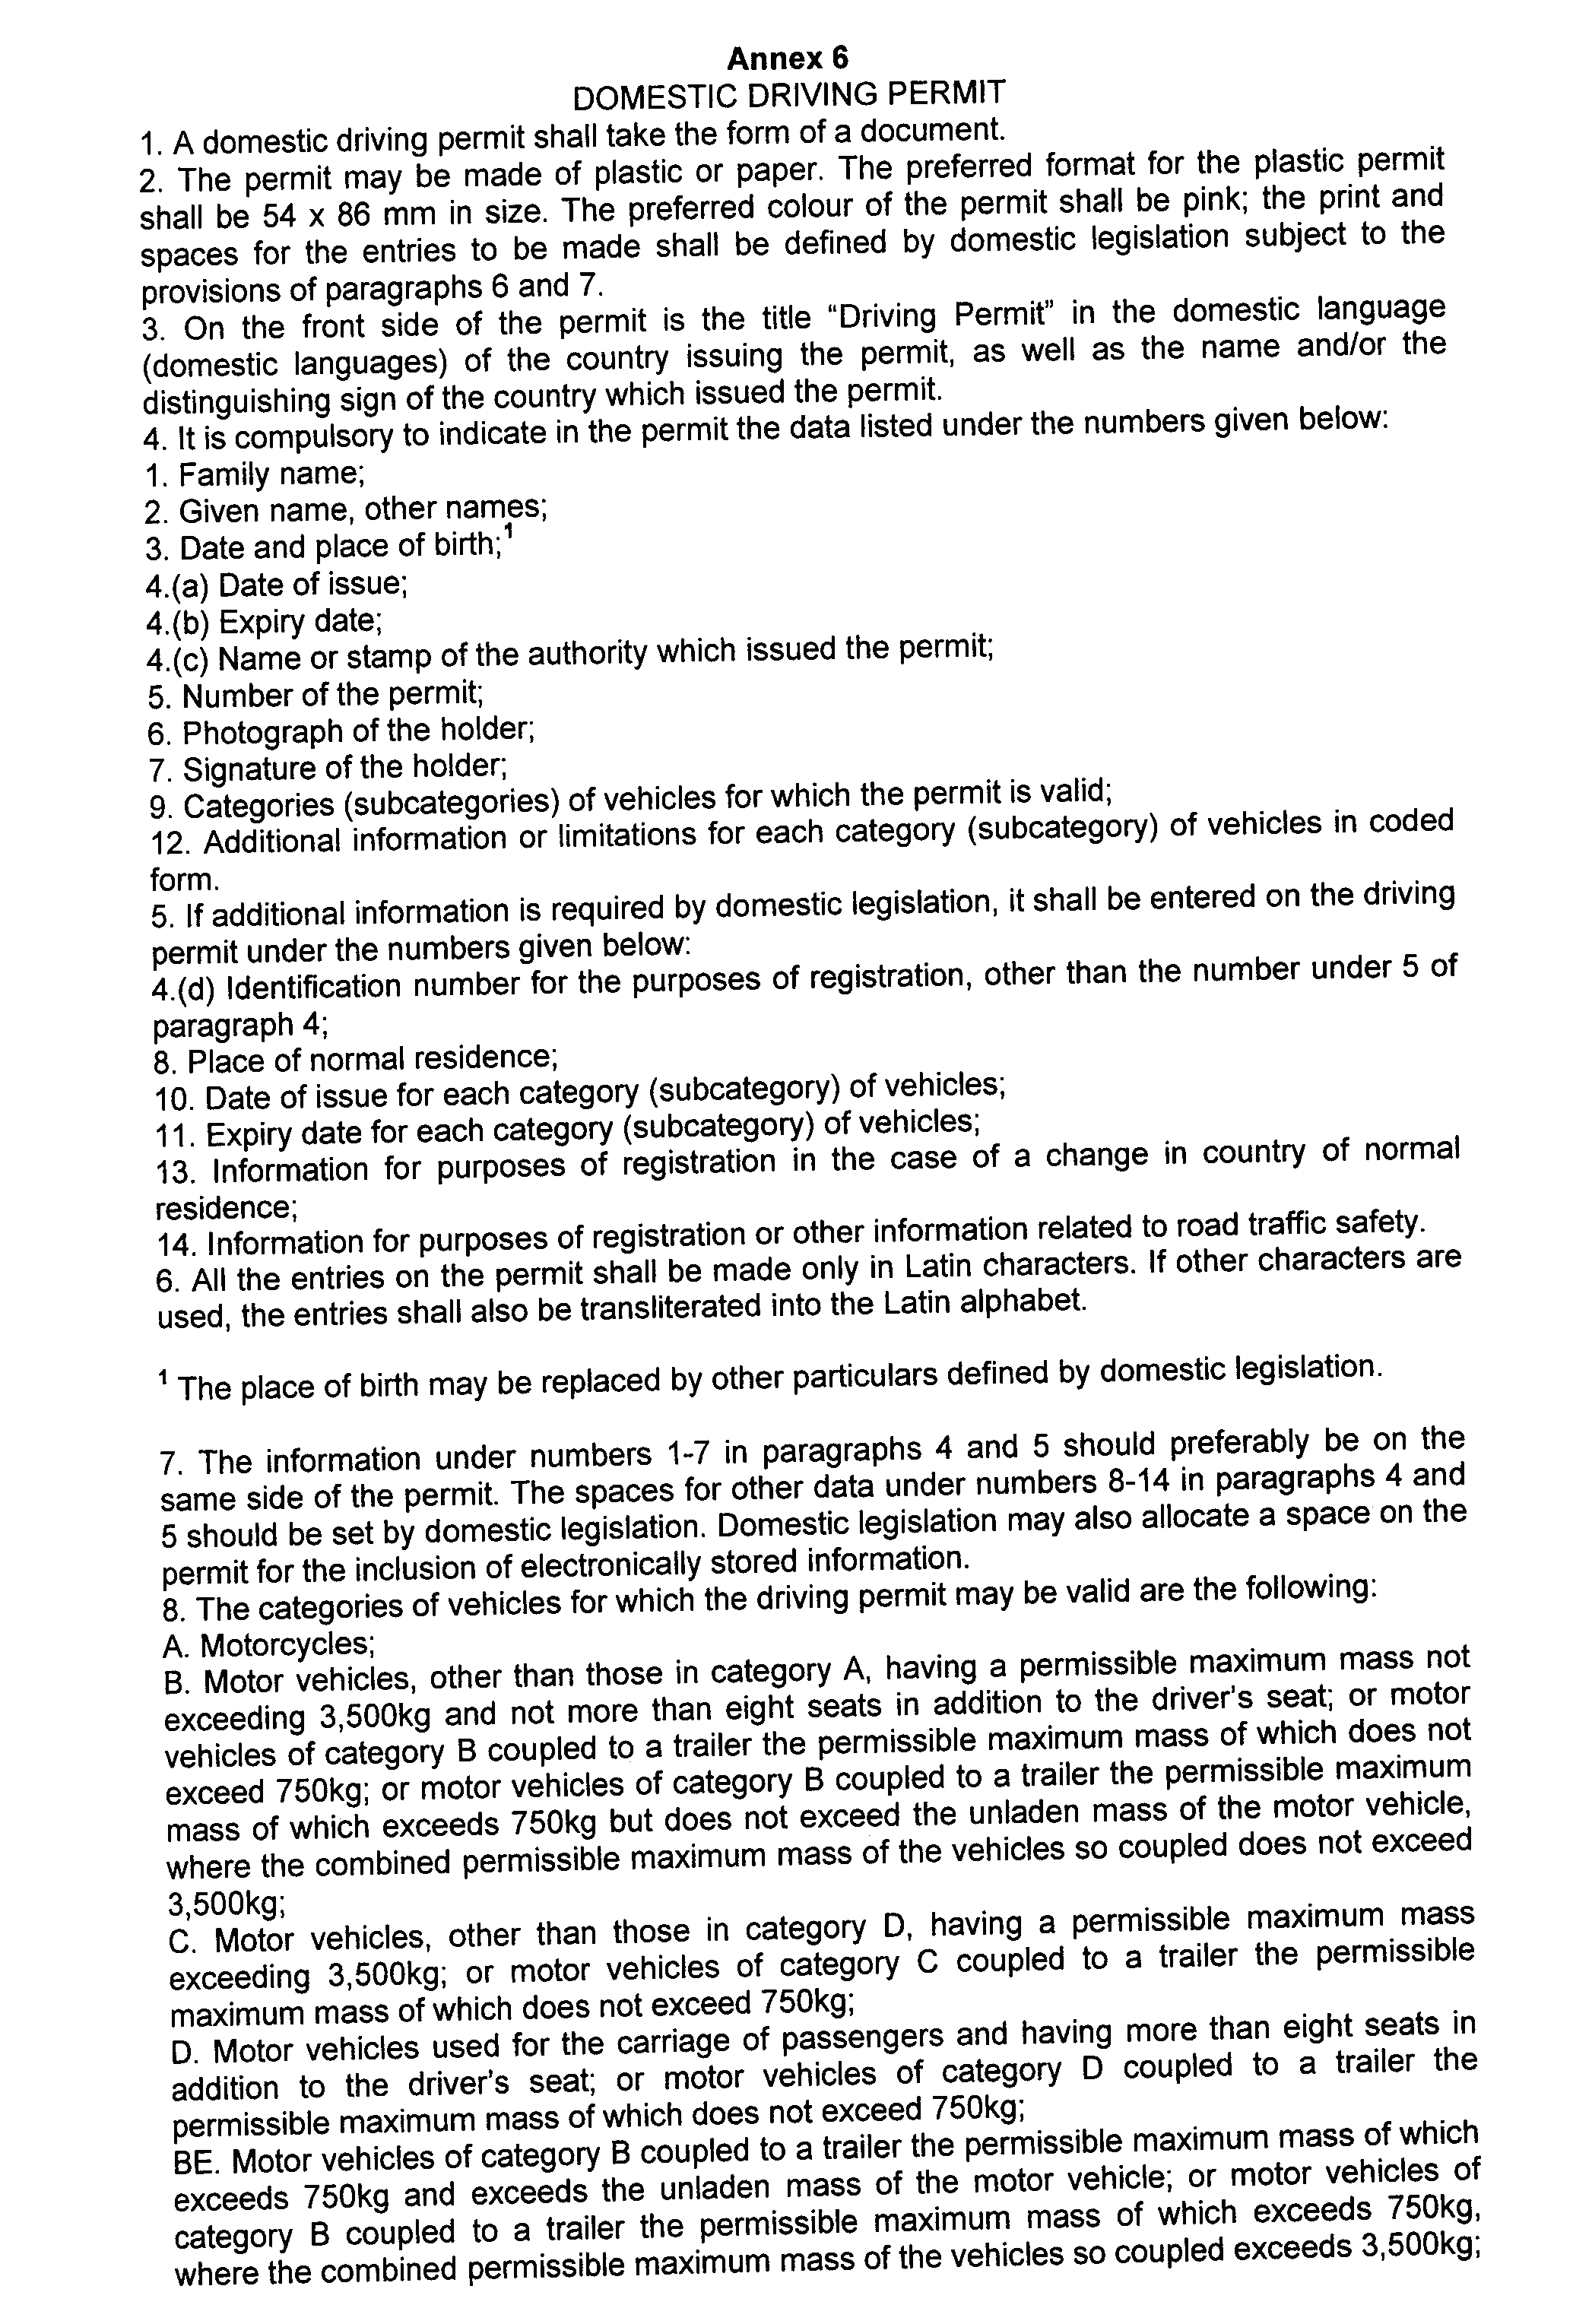 Annex 6
DOMESTIC DRIVING PERMIT
1. A domestic driving permit shall take the form of a document.
2. The permit may be made of plastic or paper. The preferred format for the plastic permit
shall be 54 x 86 mm in size. The preferred colour of the permit shall be pink; the print and
spaces for the entries to be made shall be defined by domestic legislation subject to the
provisions of paragraphs 6 and 7.
3. On the front side of the permit is the title “Driving Permit” in the domestic language
(domestic languages) of the country issuing the permit, as well as the name and/or the
distinguishing sign of the country which issued the permit.
4. It is compulsory to indicate in the permit the data listed under the numbers given below:
1. Family name;
2. Given name, other names;
3. Date and place of birth;¹
4.(a) Date of issue;
4.(b) Expiry date;
4.(c) Name or stamp of the authority which issued the permit;
5. Number of the permit;
6. Photograph of the holder;
7. Signature of the holder;
9. Categories (subcategories) of vehicles for which the permit is valid;
12. Additional information or limitations for each category (subcategory) of vehicles in coded
form.
5. If additional information is required by domestic legislation, it shall be entered on the driving
permit under the numbers given below:
4.(d) Identification number for the purposes of registration, other than the number under 5 of
paragraph 4;
8. Place of normal residence;
10. Date of issue for each category (subcategory) of vehicles;
11. Expiry date for each category (subcategory) of vehicles;
13. Information for purposes of registration in the case of a change in country of normal
residence;
14. Information for purposes of registration or other information related to road traffic safety.
6. All the entries on the permit shall be made only in Latin characters. If other characters are
used, the entries shall also be transliterated into the Latin alphabet.
¹ The place of birth may be replaced by other particulars defined by domestic legislation.
7. The information under numbers 1-7 in paragraphs 4 and 5 should preferably be on the
same side of the permit. The spaces for other data under numbers 8-14 in paragraphs 4 and
5 should be set by domestic legislation. Domestic legislation may also allocate a space on the
permit for the inclusion of electronically stored information.
8. The categories of vehicles for which the driving permit may be valid are the following:
A. Motorcycles;
B. Motor vehicles, other than those in category A, having a permissible maximum mass not
exceeding 3,500kg and not more than eight seats in addition to the driver's seat; or motor
vehicles of category B coupled to a trailer the permissible maximum mass of which does not
exceed 750kg; or motor vehicles of category B coupled to a trailer the permissible maximum
mass of which exceeds 750kg but does not exceed the unladen mass of the motor vehicle,
where the combined permissible maximum mass of the vehicles so coupled does not exceed
3,500kg;
C. Motor vehicles, other than those in category D, having a permissible maximum mass
exceeding 3,500kg; or motor vehicles of category C coupled to a trailer the permissible
maximum mass of which does not exceed 750kg;
D. Motor vehicles used for the carriage of passengers and having more than eight seats in
addition to the driver's seat; or motor vehicles of category D coupled to a trailer the
permissible maximum mass of which does not exceed 750kg;
BE. Motor vehicles of category B coupled to a trailer the permissible maximum mass of which
exceeds 750kg and exceeds the unladen mass of the motor vehicle; or motor vehicles of
category B coupled to a trailer the permissible maximum mass of which exceeds 750kg,
where the combined permissible maximum mass of the vehicles so coupled exceeds 3,500kg;